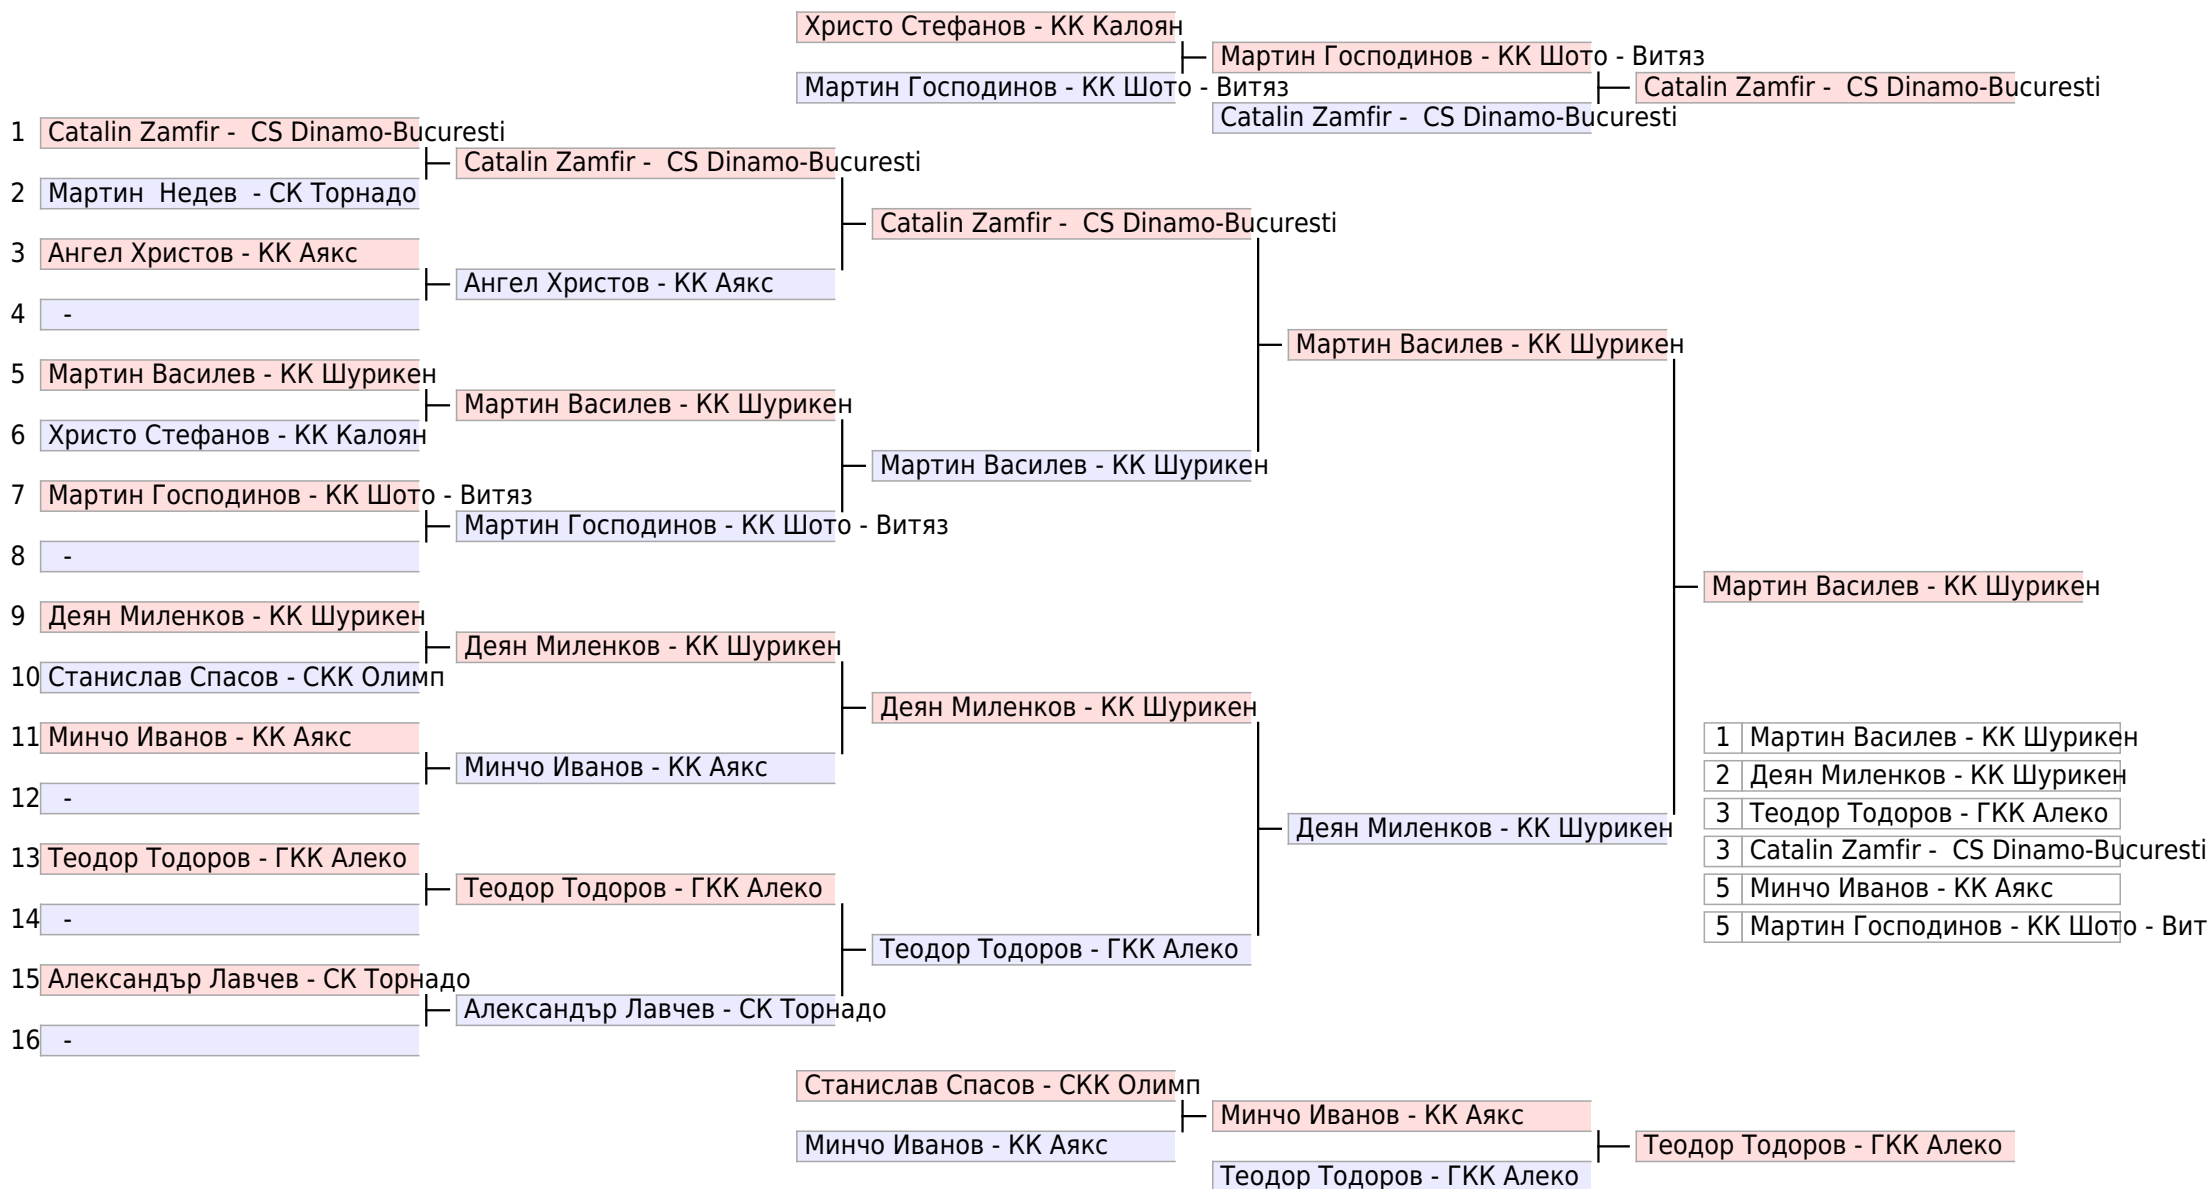 Христо Стефанов - КК Калоян
Мартин Господинов - КК Шото - Витяз
Мартин Господинов - КК Шото - Витяз
Catalin Zamfir -  CS Dinamo-Bucuresti
Catalin Zamfir -  CS Dinamo-Bucuresti
1 Catalin Zamfir -  CS Dinamo-Bucuresti
Catalin Zamfir -  CS Dinamo-Bucuresti
2 Мартин  Недев  - СК Торнадо
Catalin Zamfir -  CS Dinamo-Bucuresti
3 Ангел Христов - КК Аякс
Ангел Христов - КК Аякс
4 -
Мартин Василев - КК Шурикен
5 Мартин Василев - КК Шурикен
Мартин Василев - КК Шурикен
6 Христо Стефанов - КК Калоян
Мартин Василев - КК Шурикен
7 Мартин Господинов - КК Шото - Витяз
Мартин Господинов - КК Шото - Витяз
8 -
Мартин Василев - КК Шурикен
9 Деян Миленков - КК Шурикен
Деян Миленков - КК Шурикен
10 Станислав Спасов - СКК Олимп
Деян Миленков - КК Шурикен
11 Минчо Иванов - КК Аякс
Минчо Иванов - КК Аякс
12 -
Деян Миленков - КК Шурикен
13 Теодор Тодоров - ГКК Алеко
Теодор Тодоров - ГКК Алеко
14 -
Теодор Тодоров - ГКК Алеко
15 Александър Лавчев - СК Торнадо
Александър Лавчев - СК Торнадо
16 -
1 Мартин Василев - КК Шурикен
2 Деян Миленков - КК Шурикен
3 Теодор Тодоров - ГКК Алеко
3 Catalin Zamfir -  CS Dinamo-Bucuresti
5 Минчо Иванов - КК Аякс
5 Мартин Господинов - КК Шото - Вит
Станислав Спасов - СКК Олимп
Минчо Иванов - КК Аякс
Минчо Иванов - КК Аякс
Теодор Тодоров - ГКК Алеко
Теодор Тодоров - ГКК Алеко